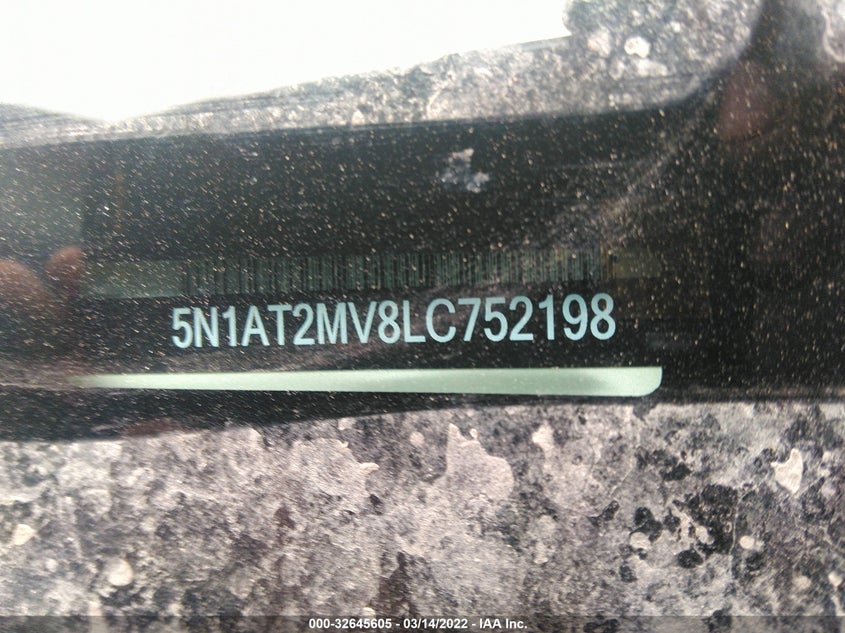 5N1AT2MV8LC752198
000-32645605 - 03/14/2022 - IAA Inc.